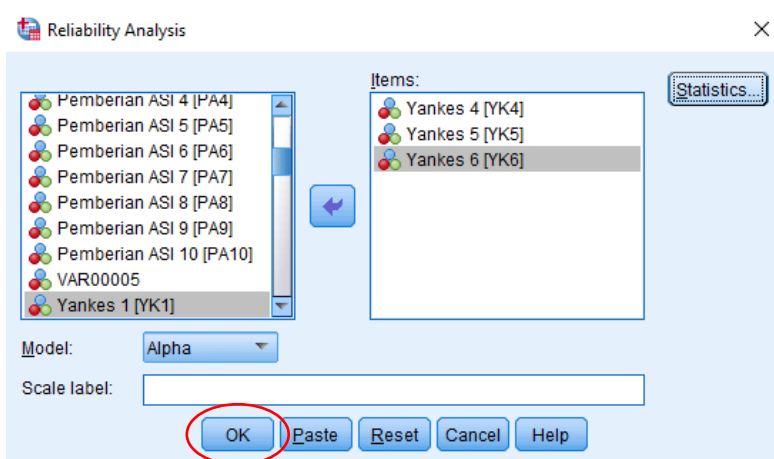 Reliability Analysis
Items:
Statistics...
Pemberian ASI 4 [PA4]
Pemberian ASI 5 [PA5]
Pemberian ASI 6 [PA6]
Pemberian ASI 7 [PA7]
Pemberian ASI 8 [PA8]
Pemberian ASI 9 [PA9]
Pemberian ASI 10 [PA10]
VAR00005
Yankes 1 [YK1]
Yankes 4 [YK4]
Yankes 5 [YK5]
Yankes 6 [YK6]
Model: Alpha
Scale label:
OK Paste Reset Cancel Help